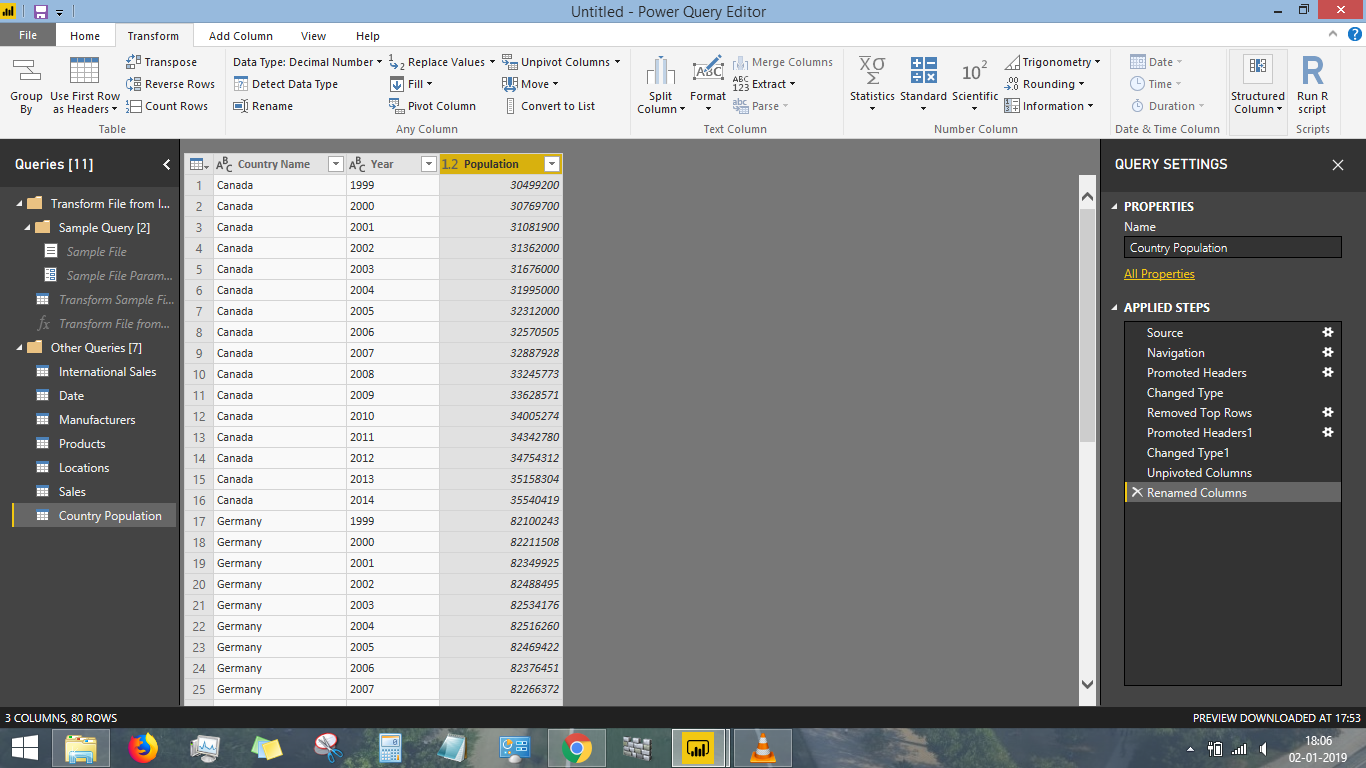 Untitled - Power Query Editor
File Home Transform Add Column View Help
Transpose Data Type: Decimal Number Replace Values Unpivot Columns Merge Columns Trigonometry Date
Reverse Rows Detect Data Type Fill Move Extract Rounding Time
Count Rows Rename Pivot Column Convert to List Parse Information Duration
Group By
Use First Row as Headers
Split Column
Format
Statistics
Standard
Scientific
Structured Column
Run R script
Table Any Column Text Column Number Column Date & Time Column Scripts
Queries [11]
Transform File from I...
Sample Query [2]
Sample File
Sample File Param...
Transform Sample Fi...
fx Transform File from...
Other Queries [7]
International Sales
Date
Manufacturers
Products
Locations
Sales
Country Population
ABC Country Name ABC Year 1.2 Population
1 Canada 1999 30499200
2 Canada 2000 30769700
3 Canada 2001 31081900
4 Canada 2002 31362000
5 Canada 2003 31676000
6 Canada 2004 31995000
7 Canada 2005 32312000
8 Canada 2006 32570505
9 Canada 2007 32887928
10 Canada 2008 33245773
11 Canada 2009 33628571
12 Canada 2010 34005274
13 Canada 2011 34342780
14 Canada 2012 34754312
15 Canada 2013 35158304
16 Canada 2014 35540419
17 Germany 1999 82100243
18 Germany 2000 82211508
19 Germany 2001 82349925
20 Germany 2002 82488495
21 Germany 2003 82534176
22 Germany 2004 82516260
23 Germany 2005 82469422
24 Germany 2006 82376451
25 Germany 2007 82266372
QUERY SETTINGS
PROPERTIES
Name
Country Population
All Properties
APPLIED STEPS
Source
Navigation
Promoted Headers
Changed Type
Removed Top Rows
Promoted Headers1
Changed Type1
Unpivoted Columns
Renamed Columns
3 COLUMNS, 80 ROWS PREVIEW DOWNLOADED AT 17:53
18:06
02-01-2019